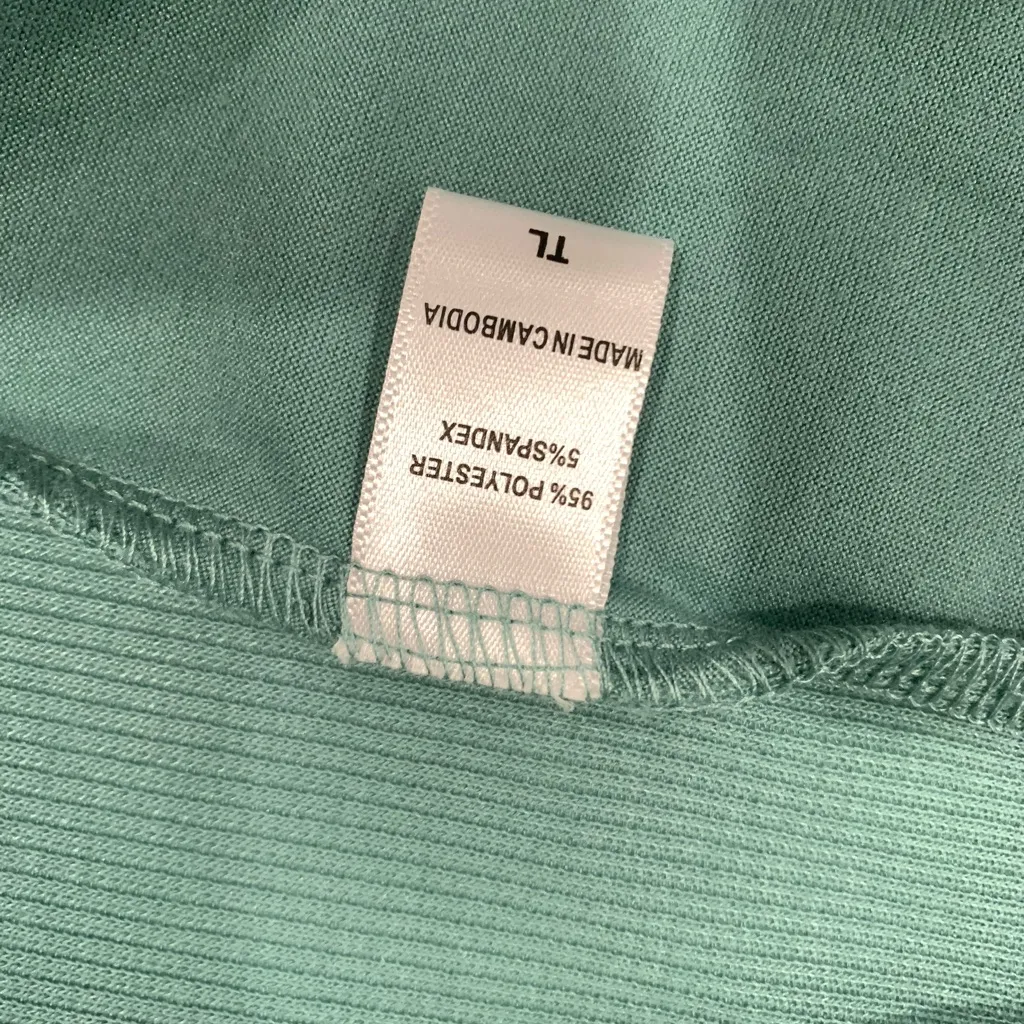 95% POLYESTER
5%SPANDEX
MADE IN CAMBODIA
TL